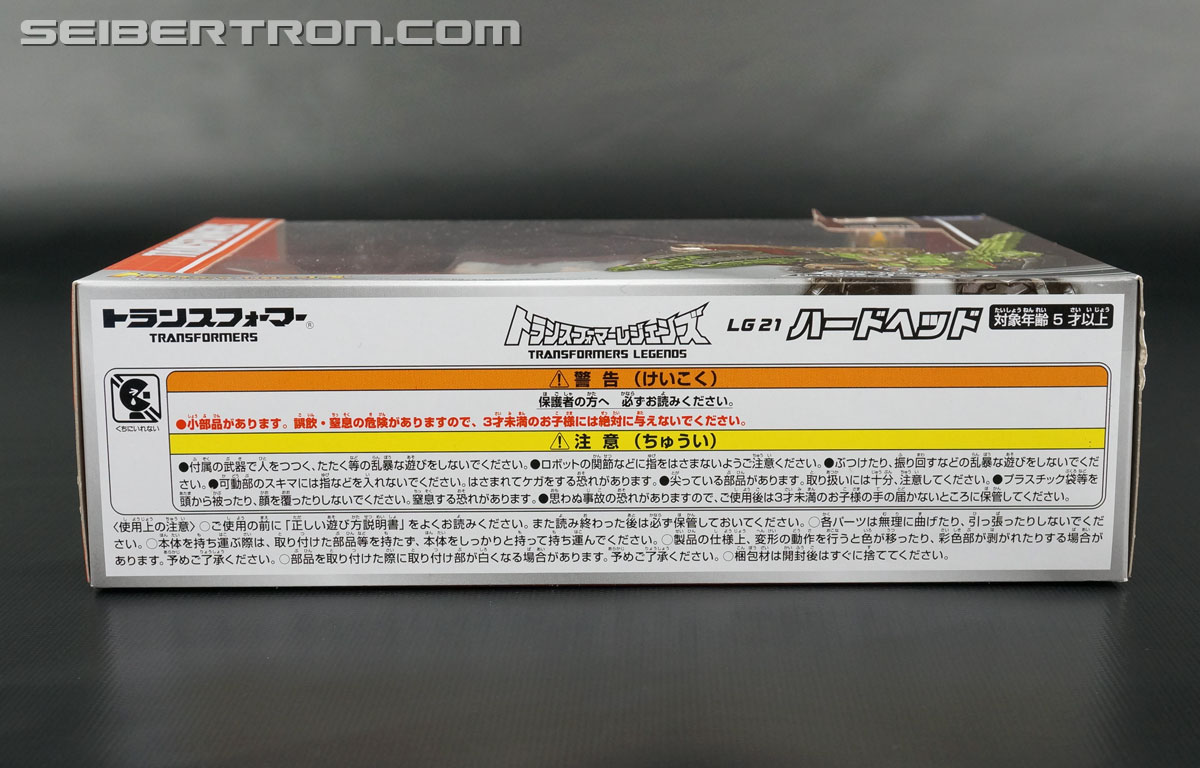 SEIBERTRON.com
トランスフォーマー®
TRANSFORMERS
トランスフォーマーレジェンズ
TRANSFORMERS LEGENDS
LG21 ハードヘッド
対象年齢5才以上
くちにいれない
警告(けいこく)
保護者の方へ 必ずお読みください。
●小部品があります。誤飲・窒息の危険がありますので、3才未満のお子様には絶対に与えないでください。
注意(ちゅうい)
●付属の武器で人をつつく、たたく等の乱暴な遊びをしないでください。●ロボットの関節などに指をはさまないようご注意ください。●ぶつけたり、振り回すなどの乱暴な遊びをしないでく
ださい。●可動部のスキマには指などを入れないでください。はさまれてケガをする恐れがあります。●尖っている部品があります。取り扱いには十分、注意してください。●プラスチック袋等を
頭から被ったり、顔を覆ったりしないでください。窒息する恐れがあります。●思わぬ事故の恐れがありますので、ご使用後は3才未満のお子様の手の届かないところに保管してください。
〈使用上の注意〉○ご使用の前に「正しい遊び方説明書」をよくお読みください。また読み終わった後は必ず保管しておいてください。○各パーツは無理に曲げたり、引っ張ったりしないでくだ
さい。○本体を持ち運ぶ際は、取り付けた部品等を持たず、本体をしっかりと持って持ち運んでください。○製品の仕様上、変形の動作を行うと色が移ったり、彩色部が剥がれたりする場合が
あります。予めご了承ください。○部品を取り付けた際に取り付け部が白くなる場合があります。予めご了承ください。○梱包材は開封後はすぐに捨ててください。